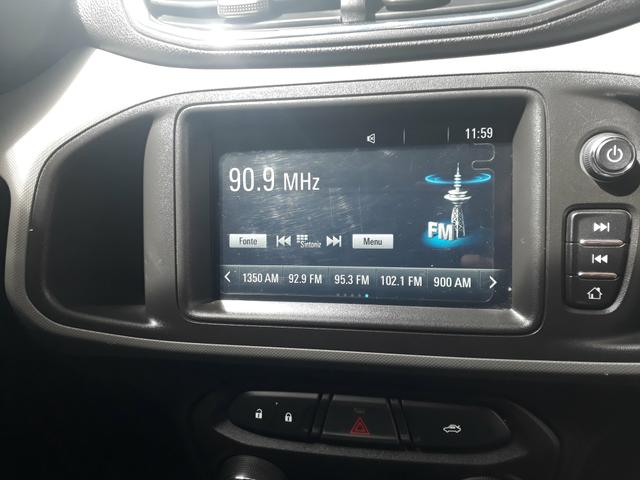 11:59
90.9 MHz
FM
Fonte Sintonir Menu
1350 AM 92.9 FM 95.3 FM 102.1 FM 900 AM